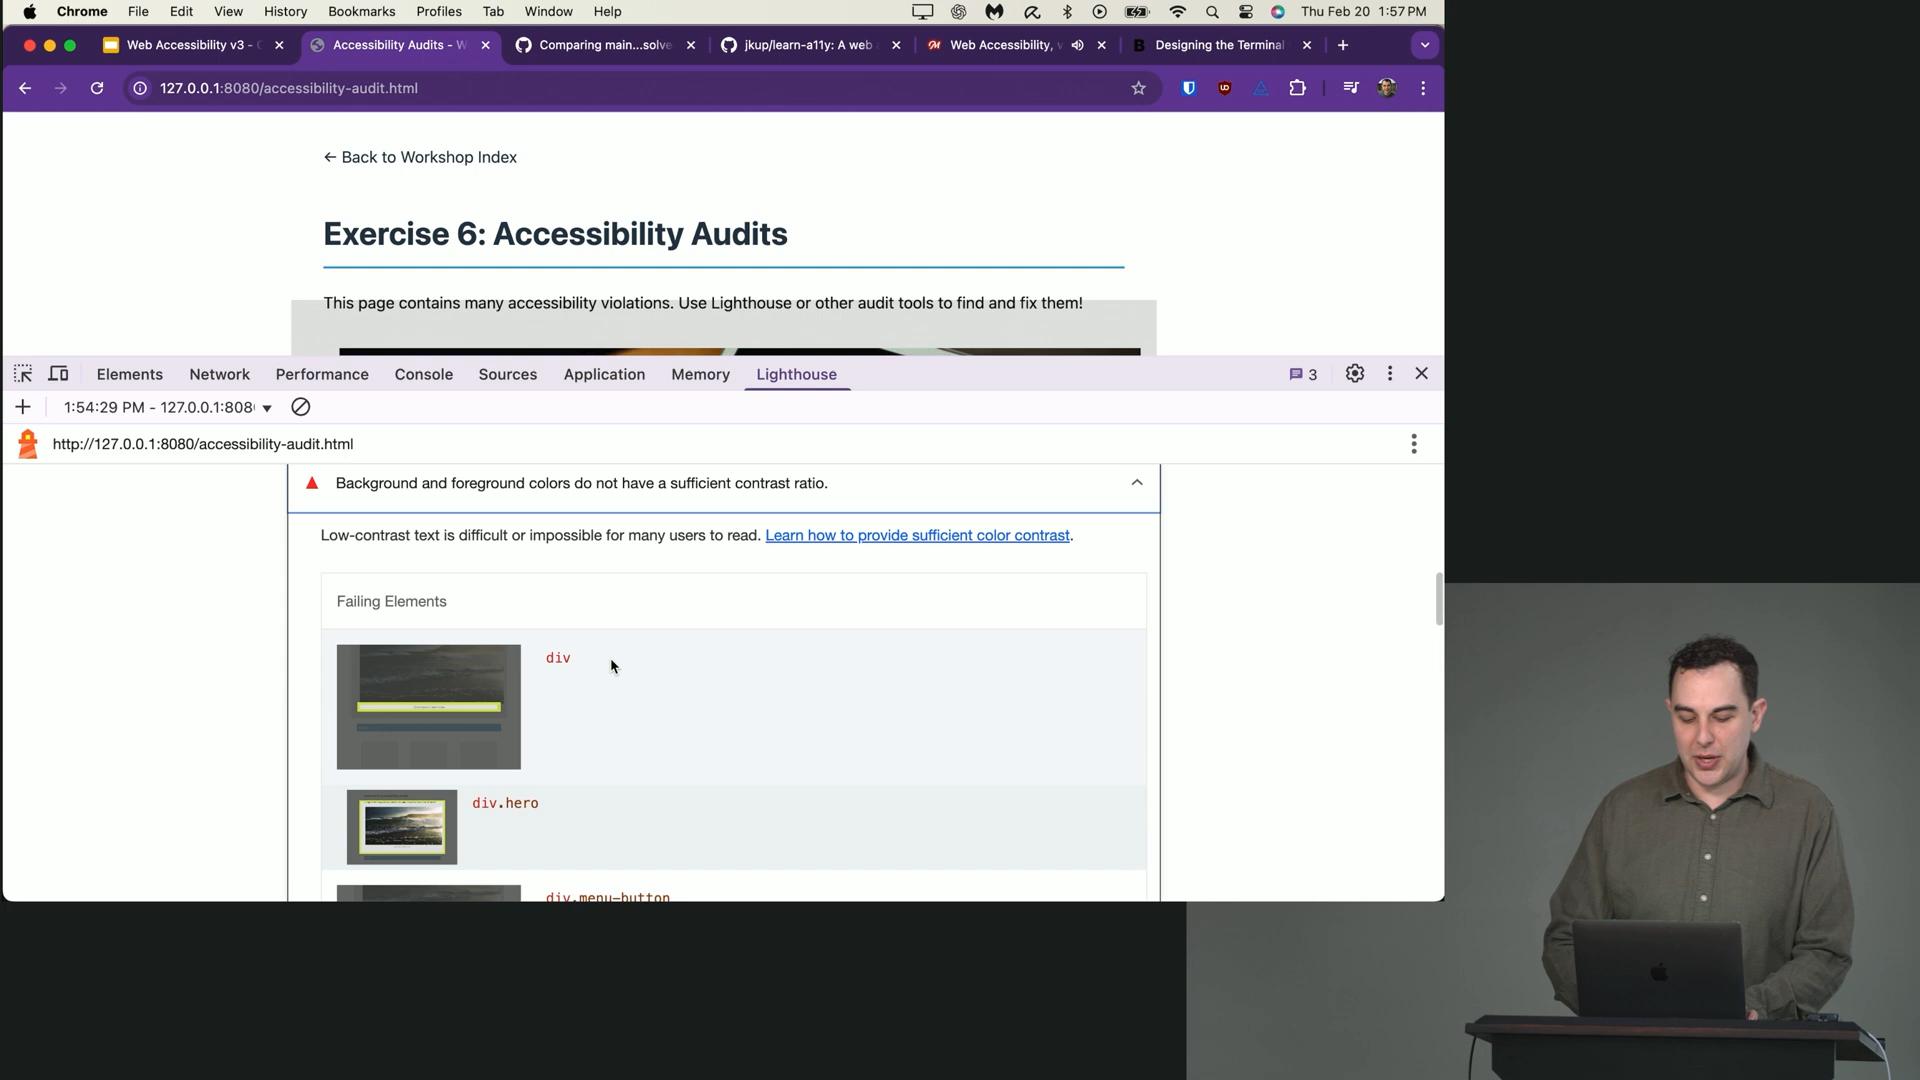 Chrome File Edit View History Bookmarks Profiles Tab Window Help Thu Feb 20 1:57 PM
Web Accessibility v3 - Accessibility Audits - W Comparing main...solve jkup/learn-a11y: A web Web Accessibility, Designing the Terminal
127.0.0.1:8080/accessibility-audit.html
← Back to Workshop Index
Exercise 6: Accessibility Audits
This page contains many accessibility violations. Use Lighthouse or other audit tools to find and fix them!
Elements Network Performance Console Sources Application Memory Lighthouse 3
1:54:29 PM - 127.0.0.1:808
http://127.0.0.1:8080/accessibility-audit.html
Background and foreground colors do not have a sufficient contrast ratio.
Low-contrast text is difficult or impossible for many users to read. Learn how to provide sufficient color contrast.
Failing Elements
div
div.hero
div.menu-button